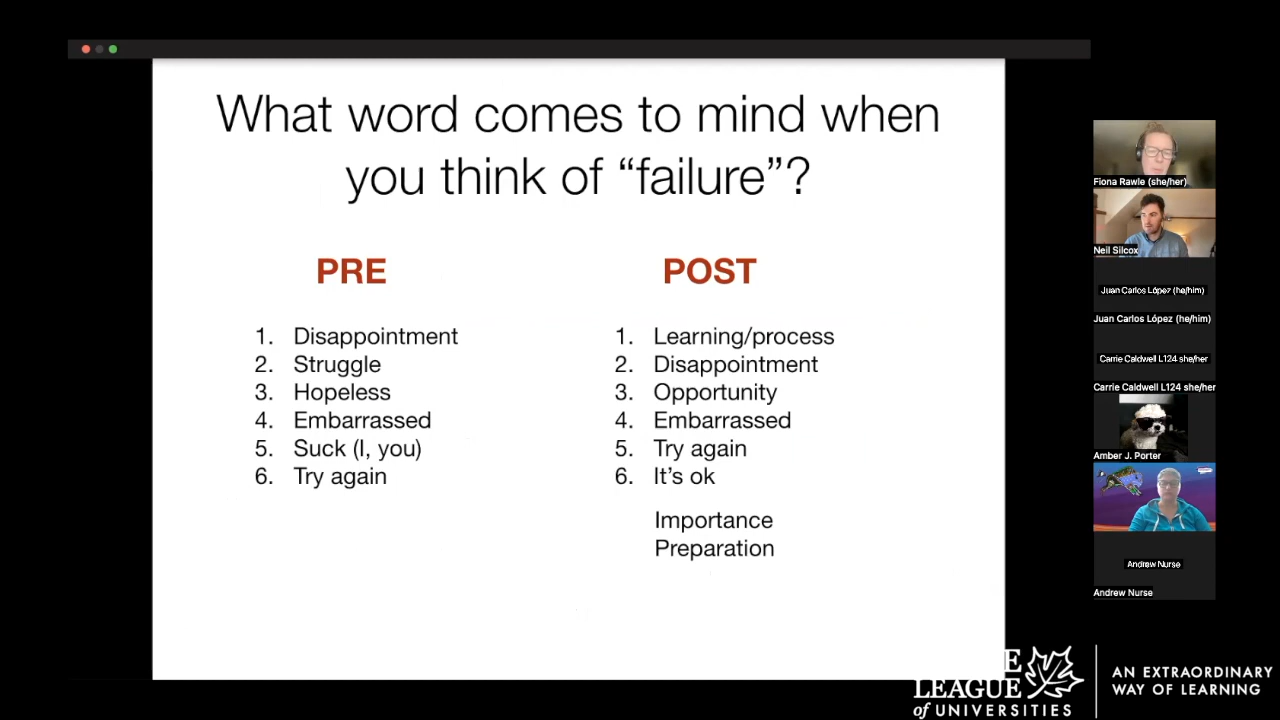 What word comes to mind when
you think of “failure”?
PRE
1. Disappointment
2. Struggle
3. Hopeless
4. Embarrassed
5. Suck (I, you)
6. Try again
POST
1. Learning/process
2. Disappointment
3. Opportunity
4. Embarrassed
5. Try again
6. It’s ok
Importance
Preparation
Fiona Rawle (she/her)
Neil Silcox
Juan Carlos López (he/him)
Juan Carlos López (he/him)
Carrie Caldwell L124 she/her
Carrie Caldwell L124 she/her
Amber J. Porter
Andrew Nurse
Andrew Nurse
LEAGUE
of UNIVERSITIES
AN EXTRAORDINARY
WAY OF LEARNING